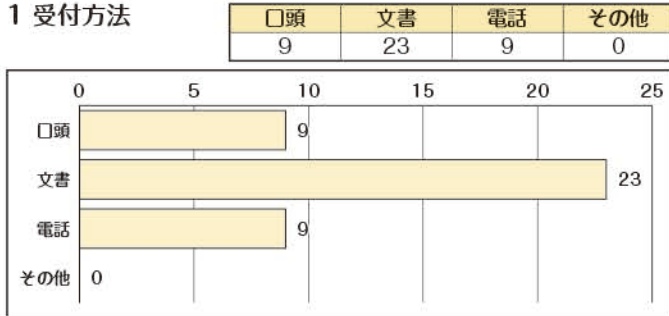 1 受付方法
口頭 文書 電話 その他
9 23 9 0
0 5 10 15 20 25
口頭 9
文書 23
電話 9
その他 0